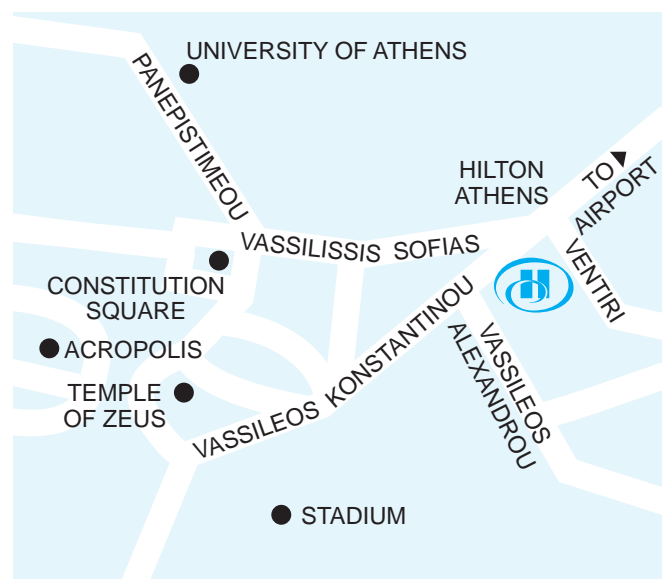 UNIVERSITY OF ATHENS
PANEPISTIMEOU
HILTON
ATHENS
TO
AIRPORT
VASSILISSIS SOFIAS
VENTIRI
CONSTITUTION
SQUARE
ACROPOLIS
VASSILEOS KONSTANTINOU
VASSILEOS
ALEXANDROU
TEMPLE
OF ZEUS
STADIUM
H